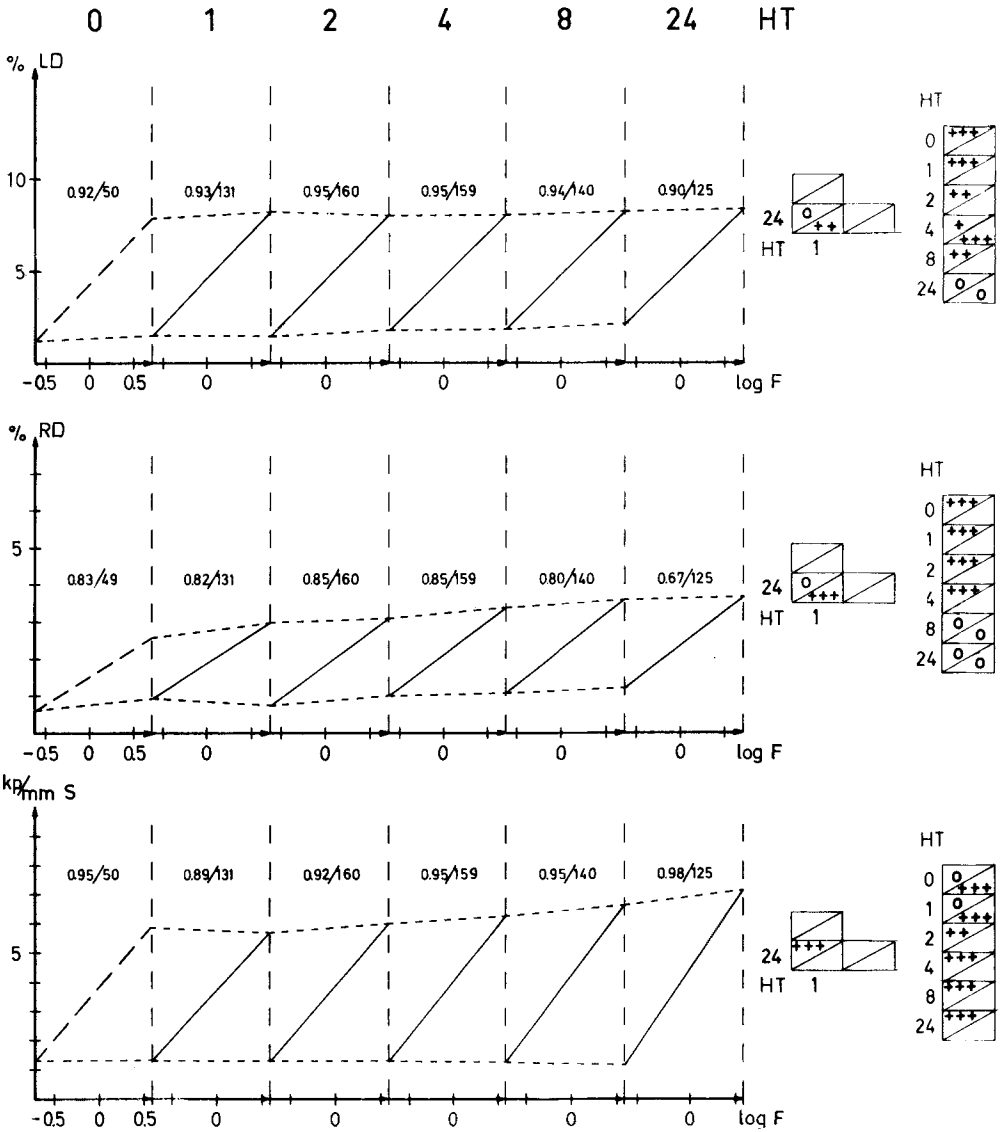 0 1 2 4 8 24 HT
% LD
HT
10
0.92/50 0.93/131 0.95/160 0.95/159 0.94/140 0.90/125
5
24 o ++
HT 1
0 +++
1 +++
2 ++
4 + +++
8 ++
24 o o
-0.5 0 0.5 0 0 0 0 0 log F
% RD
HT
5
0.83/49 0.82/131 0.85/160 0.85/159 0.80/140 0.67/125
24 o +++
HT 1
0 +++
1 +++
2 +++
4 +++
8 o o
24 o o
-0.5 0 0.5 0 0 0 0 0 log F
kp/mm S
HT
0.95/50 0.89/131 0.92/160 0.95/159 0.95/140 0.98/125
5
24 +++
HT 1
0 o +++
1 o +++
2 ++
4 +++
8 +++
24 +++
-0.5 0 0.5 0 0 0 0 0 log F